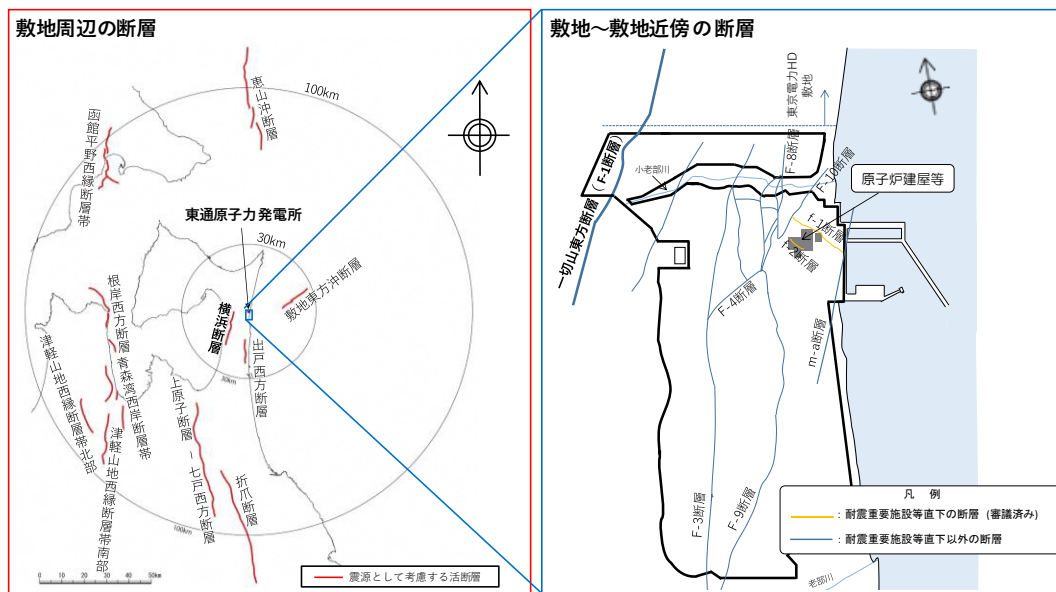 敷地周辺の断層
100km
恵山沖断層
函館平野西縁断層帯
東通原子力発電所
30km
敷地東方沖断層
横浜断層
根岸西方断層
出戸西方断層
30km
津軽山地西縁断層帯北部
青森湾西岸断層帯
上原子断層－七戸西方断層
津軽山地西縁断層帯南部
折爪断層
100km
0 10 20 30 40 50km
震源として考慮する活断層
敷地～敷地近傍の断層
東京電力HD
敷地
一切山東方断層（F-1断層）
小老部川
F-8断層
F-10断層
原子炉建屋等
f-1断層
f-2断層
F-4断層
m-a断層
F-3断層
F-9断層
凡 例
：耐震重要施設等直下の断層 (審議済み)
：耐震重要施設等直下以外の断層
老部川